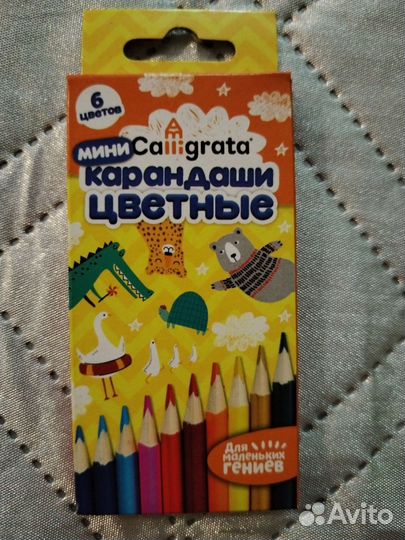 6
цветов
МИНИ Calligrata
Карандаши
цветные
Для
маленьких
гениев
Avito